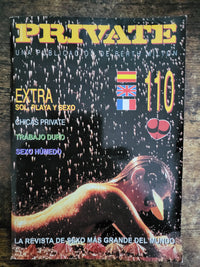 PRIVATE
UNA PUBLICACION DE BERTH MILTON
110
EXTRA
SOL, PLAYA Y SEXO
CHICAS PRIVATE
TRABAJO DURO
SEXO HÚMEDO
LA REVISTA DE SEXO MÁS GRANDE DEL MUNDO